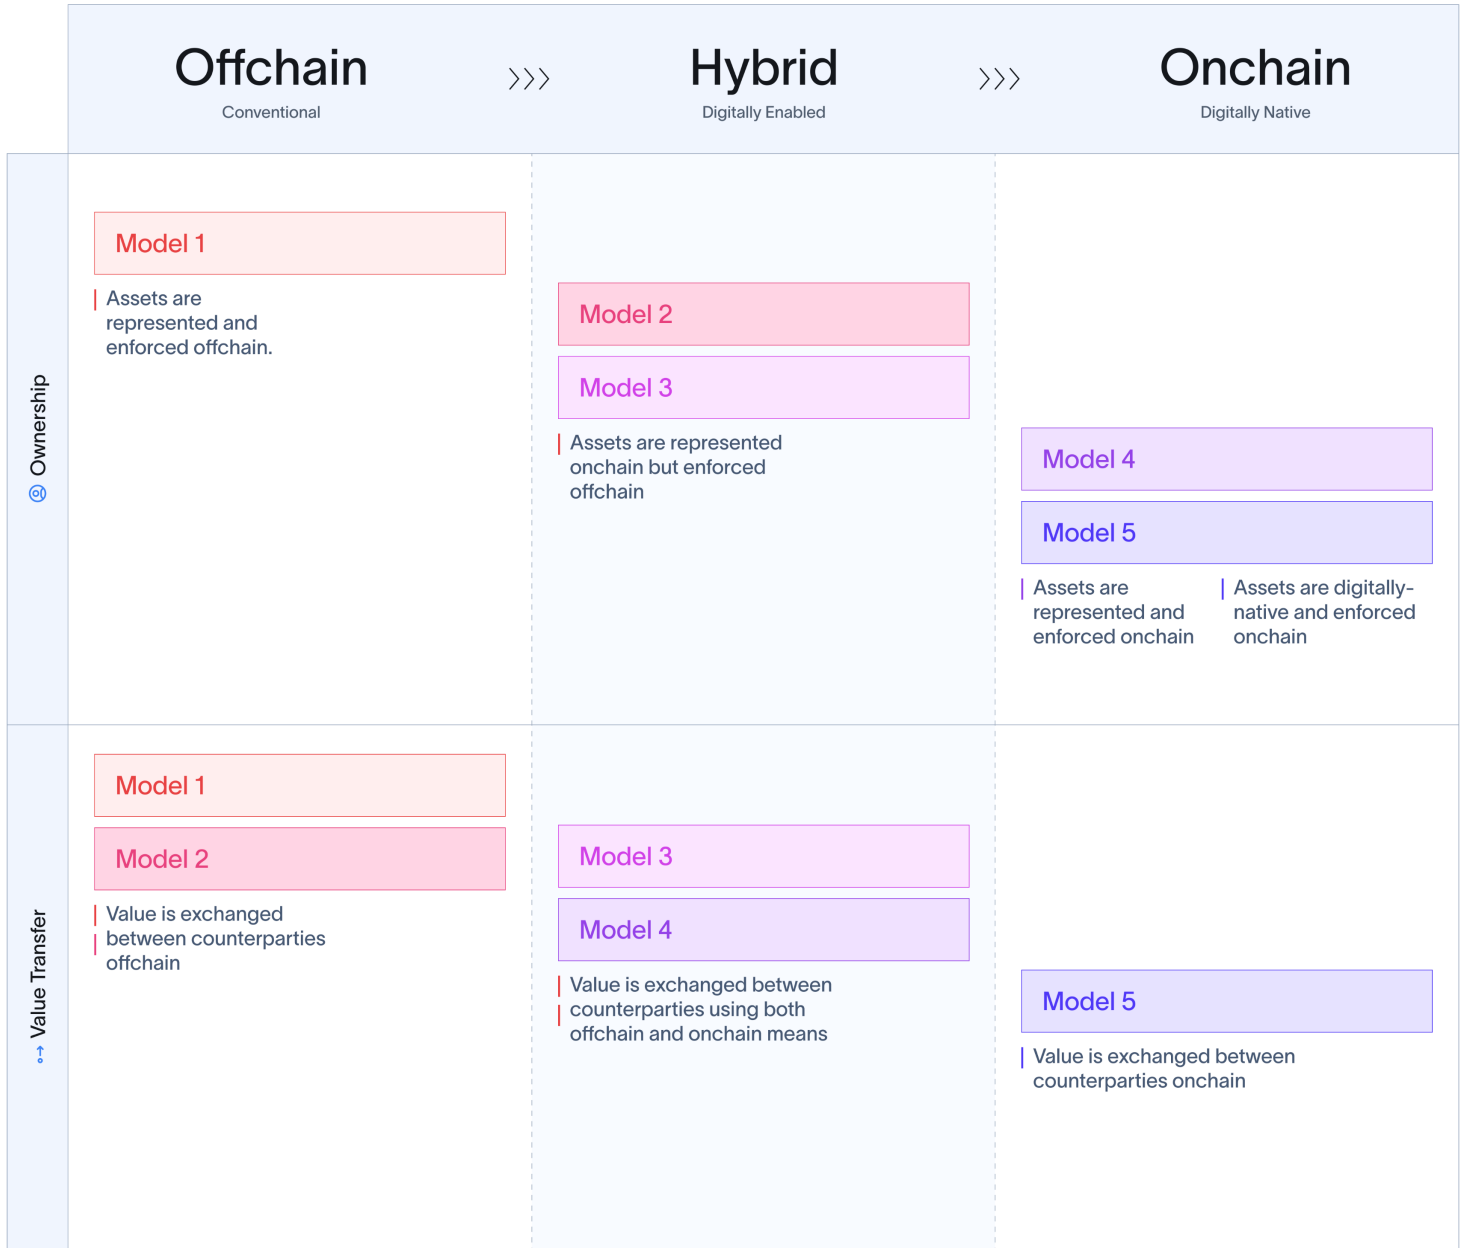 Offchain
Conventional
Hybrid
Digitally Enabled
Onchain
Digitally Native
Ownership
Model 1
Assets are
represented and
enforced offchain.
Model 2
Model 3
Assets are represented
onchain but enforced
offchain
Model 4
Model 5
Assets are
represented and
enforced onchain
Assets are digitally-
native and enforced
onchain
Value Transfer
Model 1
Model 2
Value is exchanged
between counterparties
offchain
Model 3
Model 4
Value is exchanged between
counterparties using both
offchain and onchain means
Model 5
Value is exchanged between
counterparties onchain